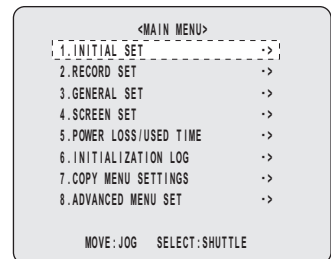 <MAIN MENU>
1.INITIAL SET ->
2.RECORD SET ->
3.GENERAL SET ->
4.SCREEN SET ->
5.POWER LOSS/USED TIME ->
6.INITIALIZATION LOG ->
7.COPY MENU SETTINGS ->
8.ADVANCED MENU SET ->
MOVE:JOG SELECT:SHUTTLE